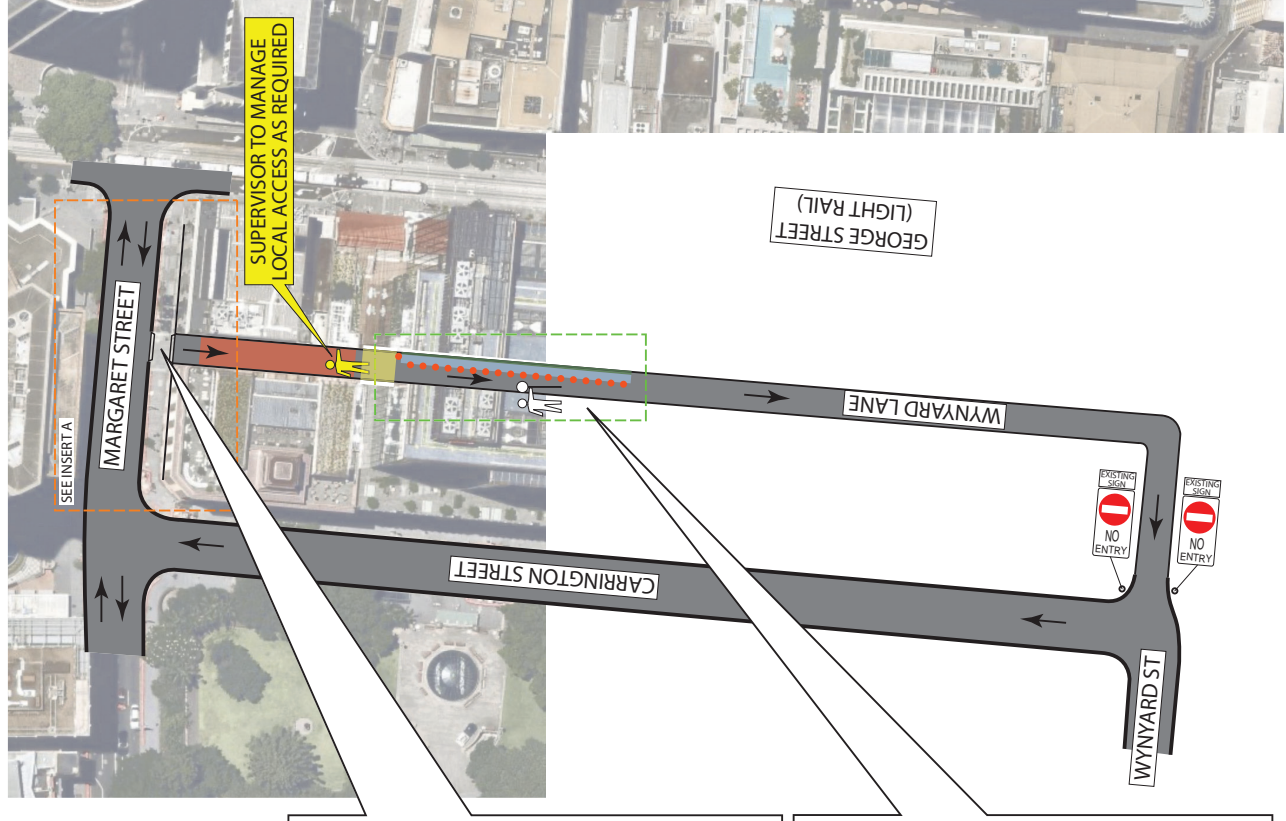 SUPERVISOR TO MANAGE
LOCAL ACCESS AS REQUIRED
GEORGE STREET
(LIGHT RAIL)
MARGARET STREET
SEE INSERT A
WYNYARD LANE
EXISTING
SIGN
NO
ENTRY
EXISTING
SIGN
NO
ENTRY
CARRINGTON STREET
WYNYARD ST